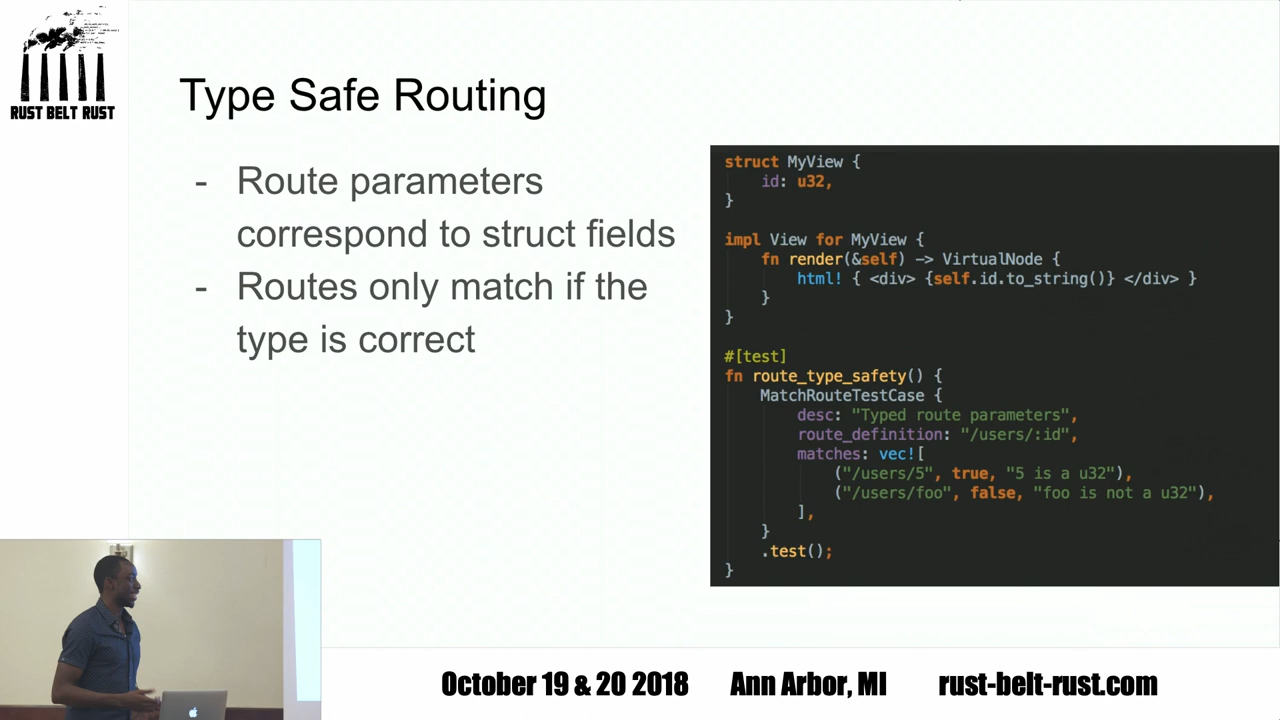 RUST BELT RUST
Type Safe Routing
- Route parameters
correspond to struct fields
- Routes only match if the
type is correct
struct MyView {
    id: u32,
}
impl View for MyView {
    fn render(&self) -> VirtualNode {
        html! { <div> {self.id.to_string()} </div> }
    }
}
#[test]
fn route_type_safety() {
    MatchRouteTestCase {
        desc: "Typed route parameters",
        route_definition: "/users/:id",
        matches: vec![
            ("/users/5", true, "5 is a u32"),
            ("/users/foo", false, "foo is not a u32"),
        ],
    }
    .test();
}
October 19 & 20 2018 Ann Arbor, MI rust-belt-rust.com